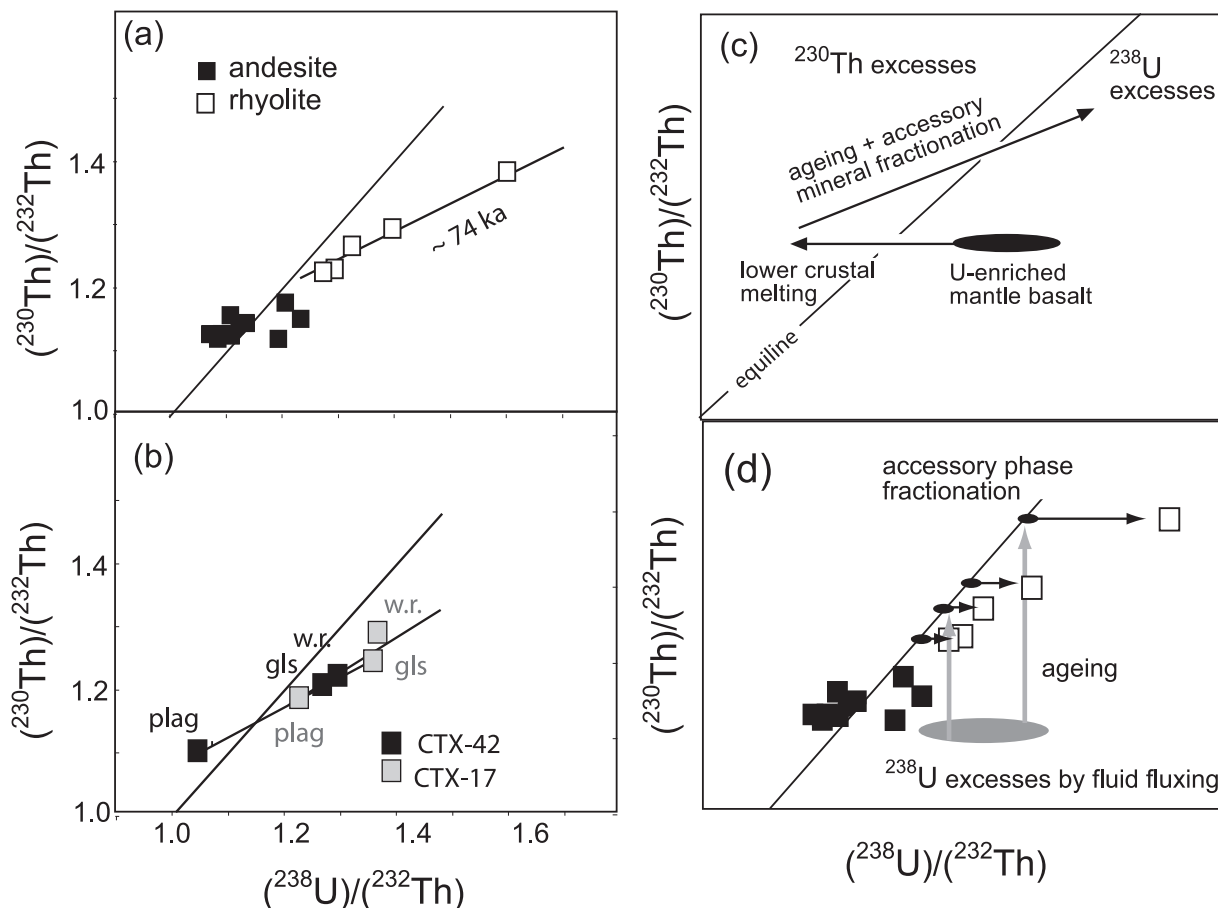 (a)
■ andesite
□ rhyolite
(²³⁰Th)/(²³²Th)
1.4
1.2
1.0
~ 74 ka
(b)
(²³⁰Th)/(²³²Th)
1.4
1.2
1.0
w.r.
w.r.
gls
gls
plag
plag
CTX-42
CTX-17
1.0 1.2 1.4 1.6
(²³⁸U)/(²³²Th)
(c)
²³⁰Th excesses
²³⁸U
excesses
ageing + accessory
mineral fractionation
(²³⁰Th)/(²³²Th)
lower crustal
melting
U-enriched
mantle basalt
equiline
(d)
accessory phase
fractionation
(²³⁰Th)/(²³²Th)
ageing
²³⁸U excesses by fluid fluxing
(²³⁸U)/(²³²Th)